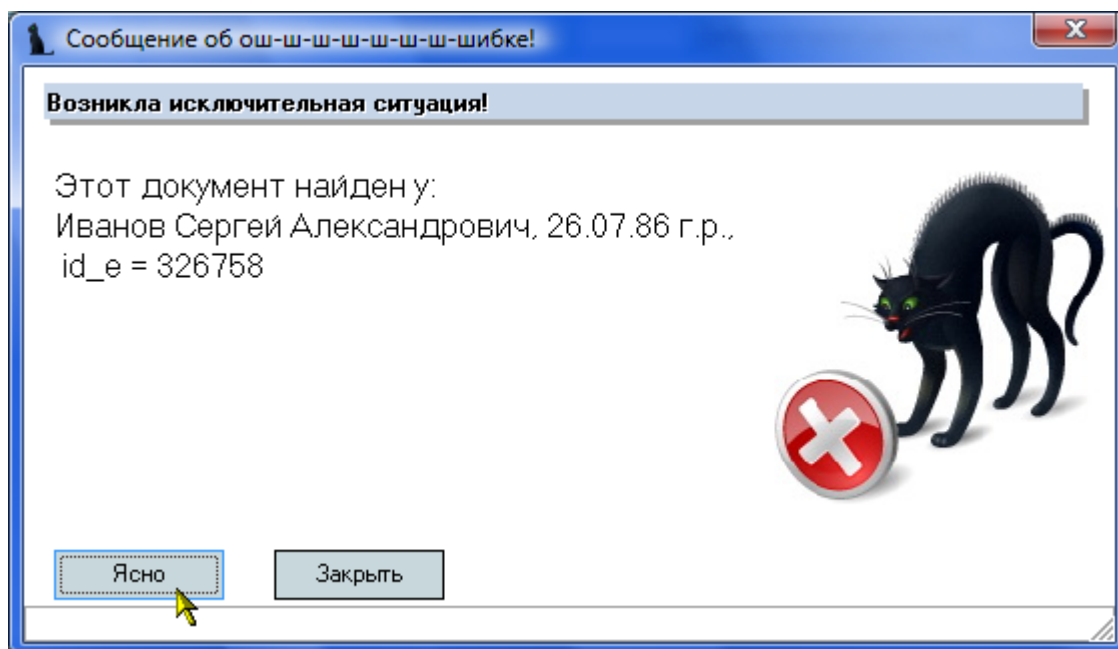 Сообщение об ош-ш-ш-ш-ш-ш-ш-шибке!
Возникла исключительная ситуация!
Этот документ найден у:
Иванов Сергей Александрович, 26.07.86 г.р.,
id_e = 326758
Ясно
Закрыть